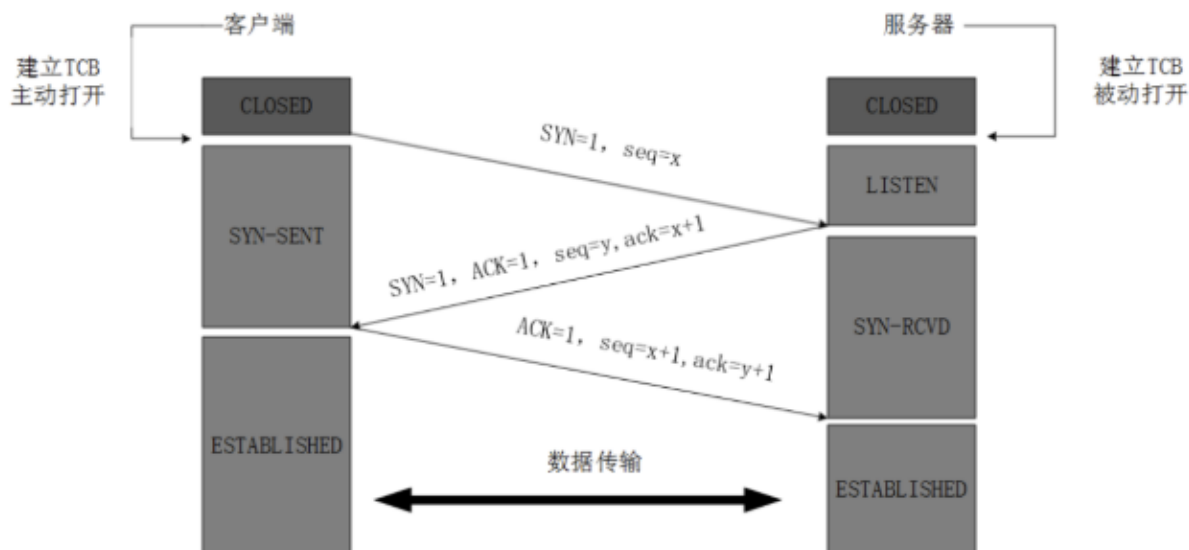 客户端
服务器
建立TCB
主动打开
建立TCB
被动打开
CLOSED
CLOSED
SYN=1, seq=x
LISTEN
SYN-SENT
SYN=1, ACK=1, seq=y,ack=x+1
SYN-RCVD
ACK=1, seq=x+1,ack=y+1
ESTABLISHED
数据传输
ESTABLISHED